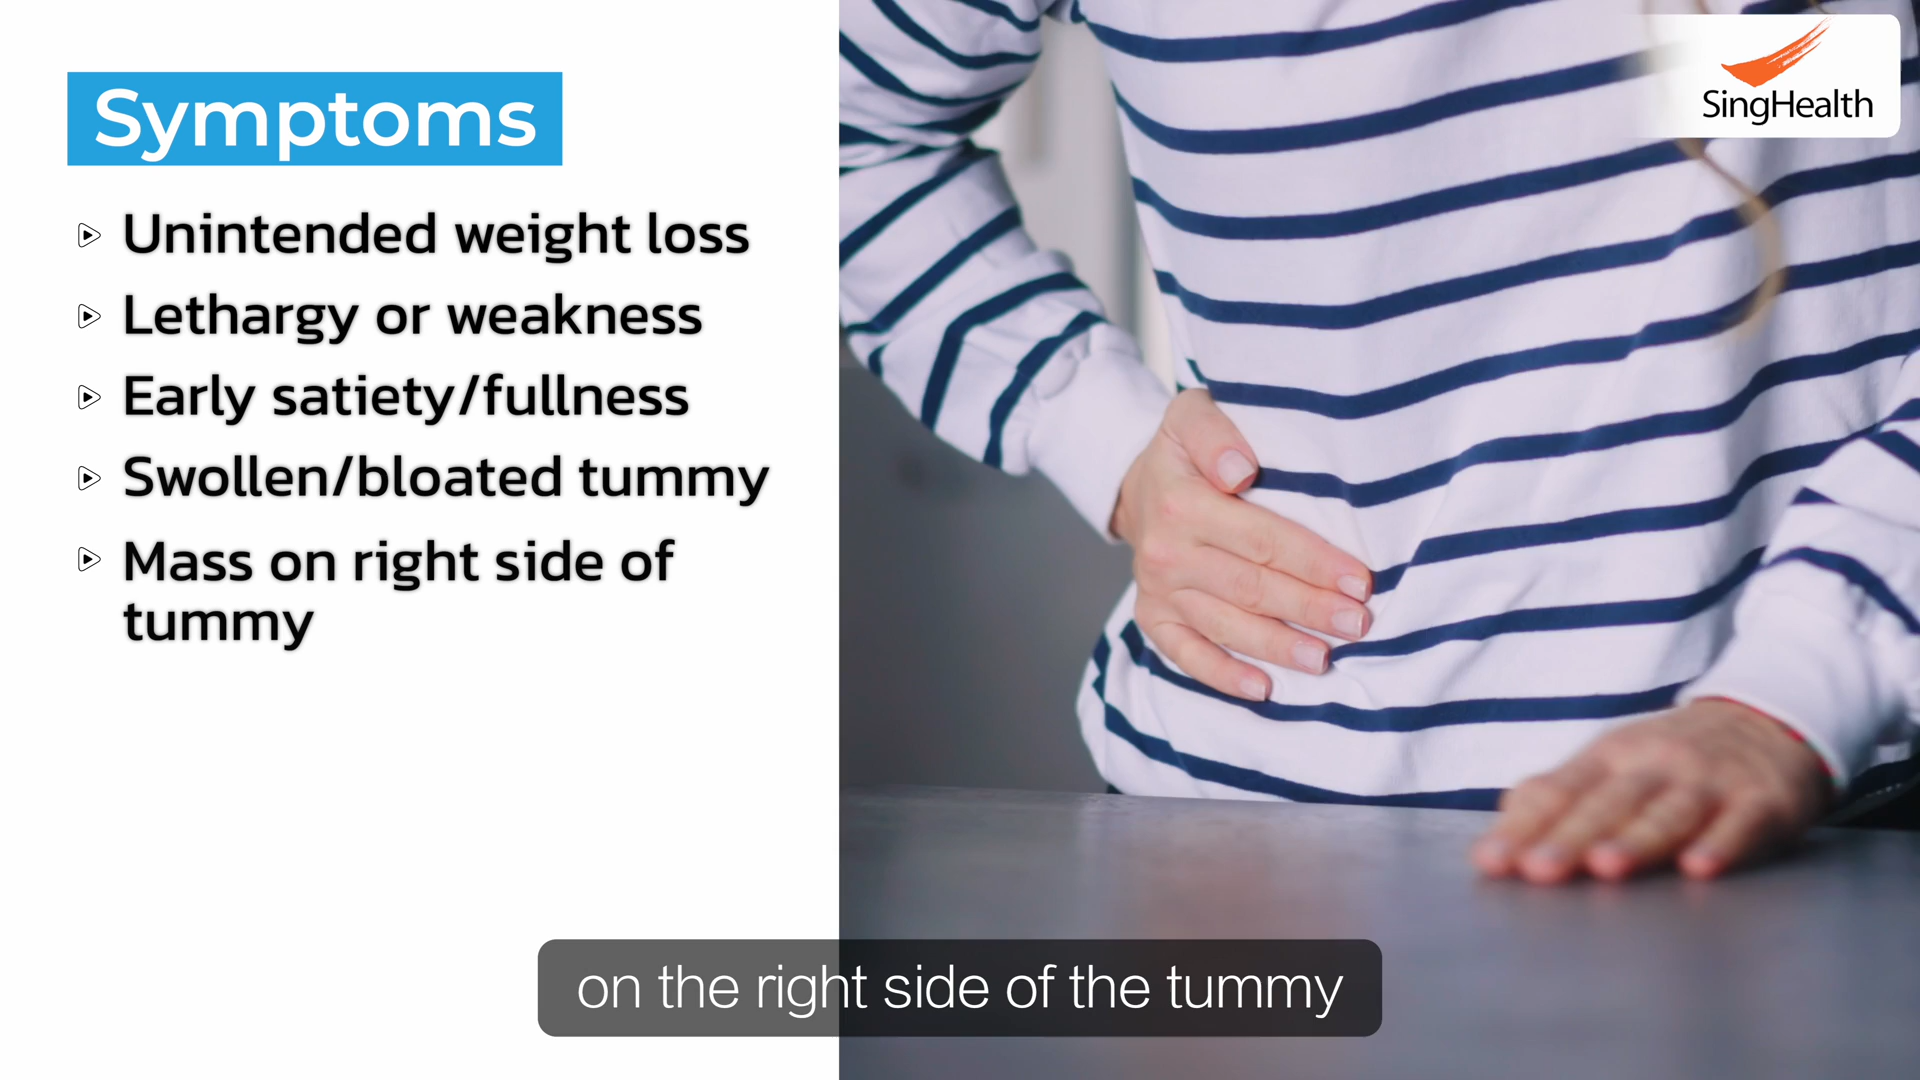 Symptoms
Unintended weight loss
Lethargy or weakness
Early satiety/fullness
Swollen/bloated tummy
Mass on right side of
tummy
SingHealth
on the right side of the tummy